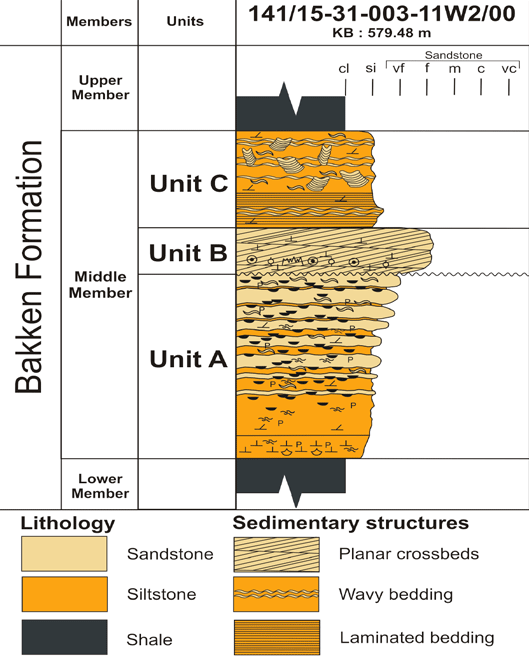 Members
Units
141/15-31-003-11W2/00
KB : 579.48 m
Sandstone
cl si vf f m c vc
Upper
Member
Bakken Formation
Middle
Member
Unit C
Unit B
Unit A
P
P
P
P
P
P
P
Lower
Member
Lithology
Sandstone
Siltstone
Shale
Sedimentary structures
Planar crossbeds
Wavy bedding
Laminated bedding